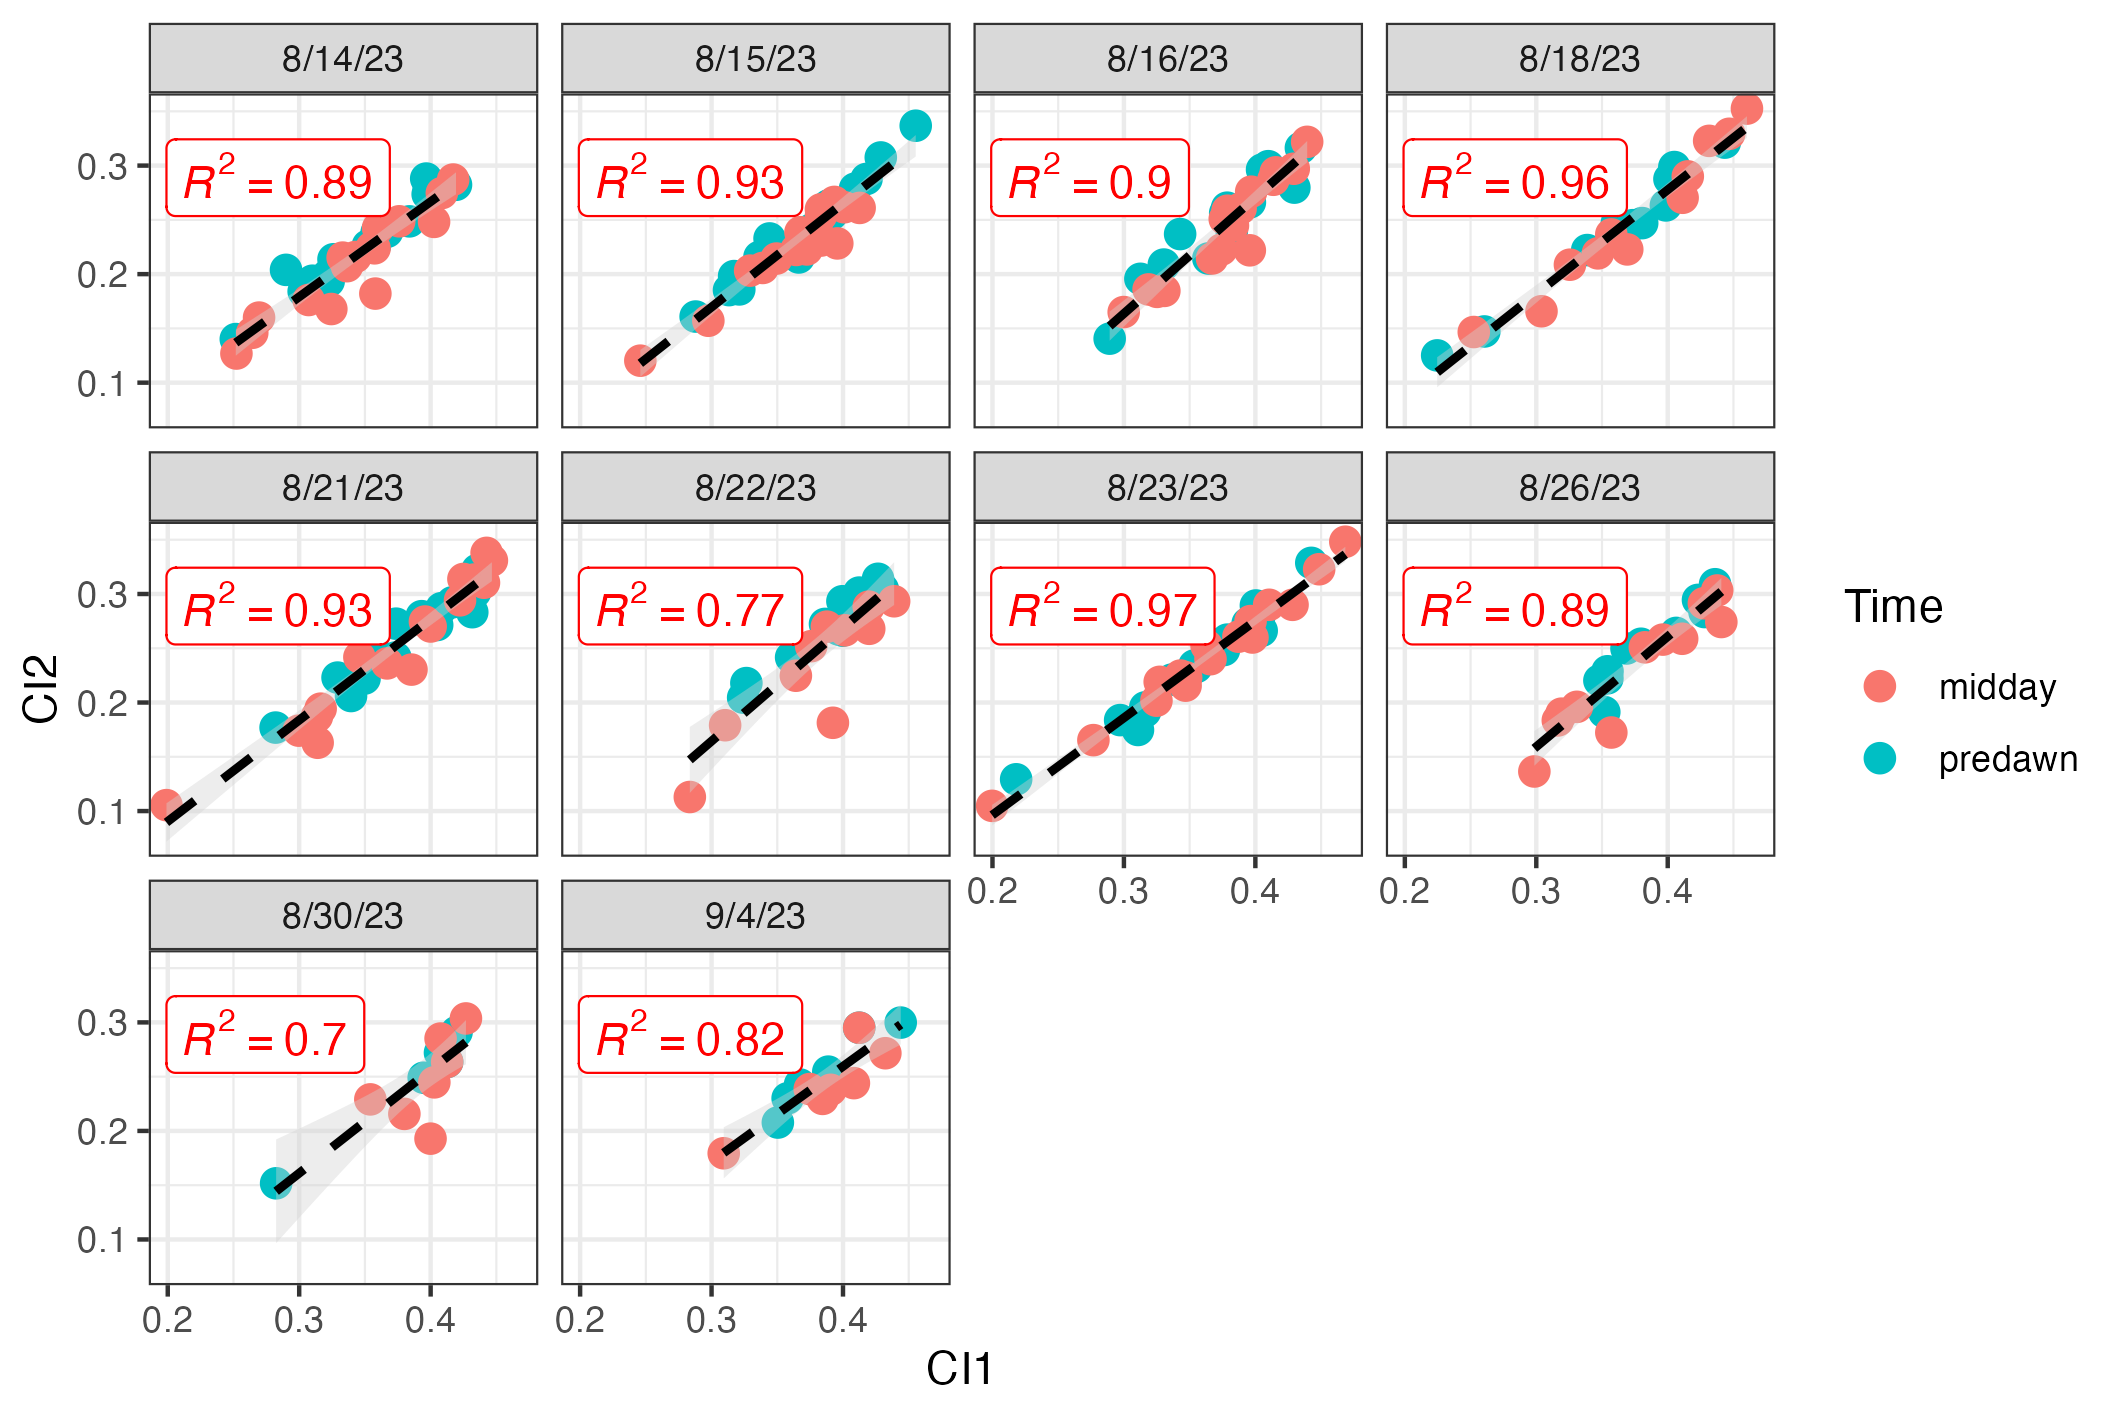 8/14/23 8/15/23 8/16/23 8/18/23
R² = 0.89 R² = 0.93 R² = 0.9 R² = 0.96
0.3
0.2
0.1
8/21/23 8/22/23 8/23/23 8/26/23
R² = 0.93 R² = 0.77 R² = 0.97 R² = 0.89
0.3
0.2
0.1
0.2 0.3 0.4 0.2 0.3 0.4
8/30/23 9/4/23
R² = 0.7 R² = 0.82
0.3
0.2
0.1
0.2 0.3 0.4 0.2 0.3 0.4
CI1
CI2
Time
midday
predawn